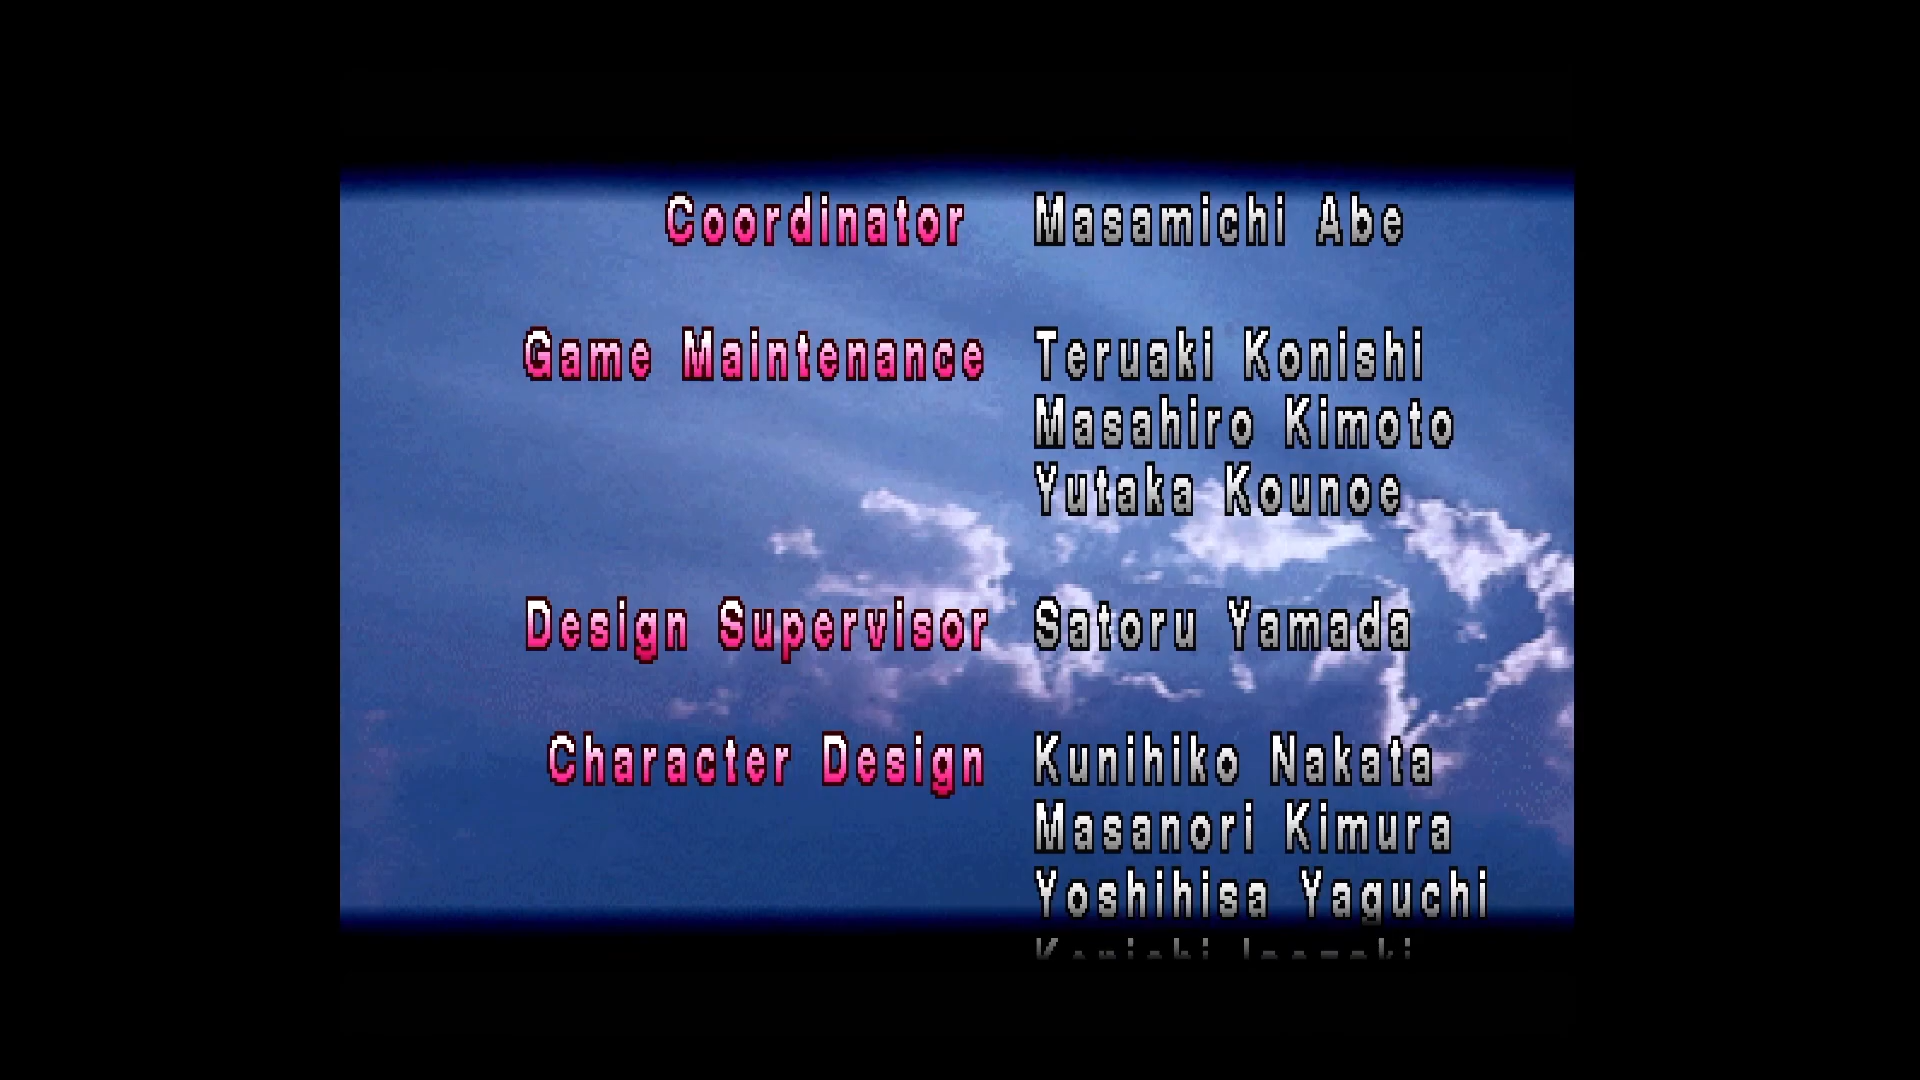 Coordinator Masamichi Abe
Game Maintenance Teruaki Konishi
Masahiro Kimoto
Yutaka Kounoe
Design Supervisor Satoru Yamada
Character Design Kunihiko Nakata
Masanori Kimura
Yoshihisa Yaguchi